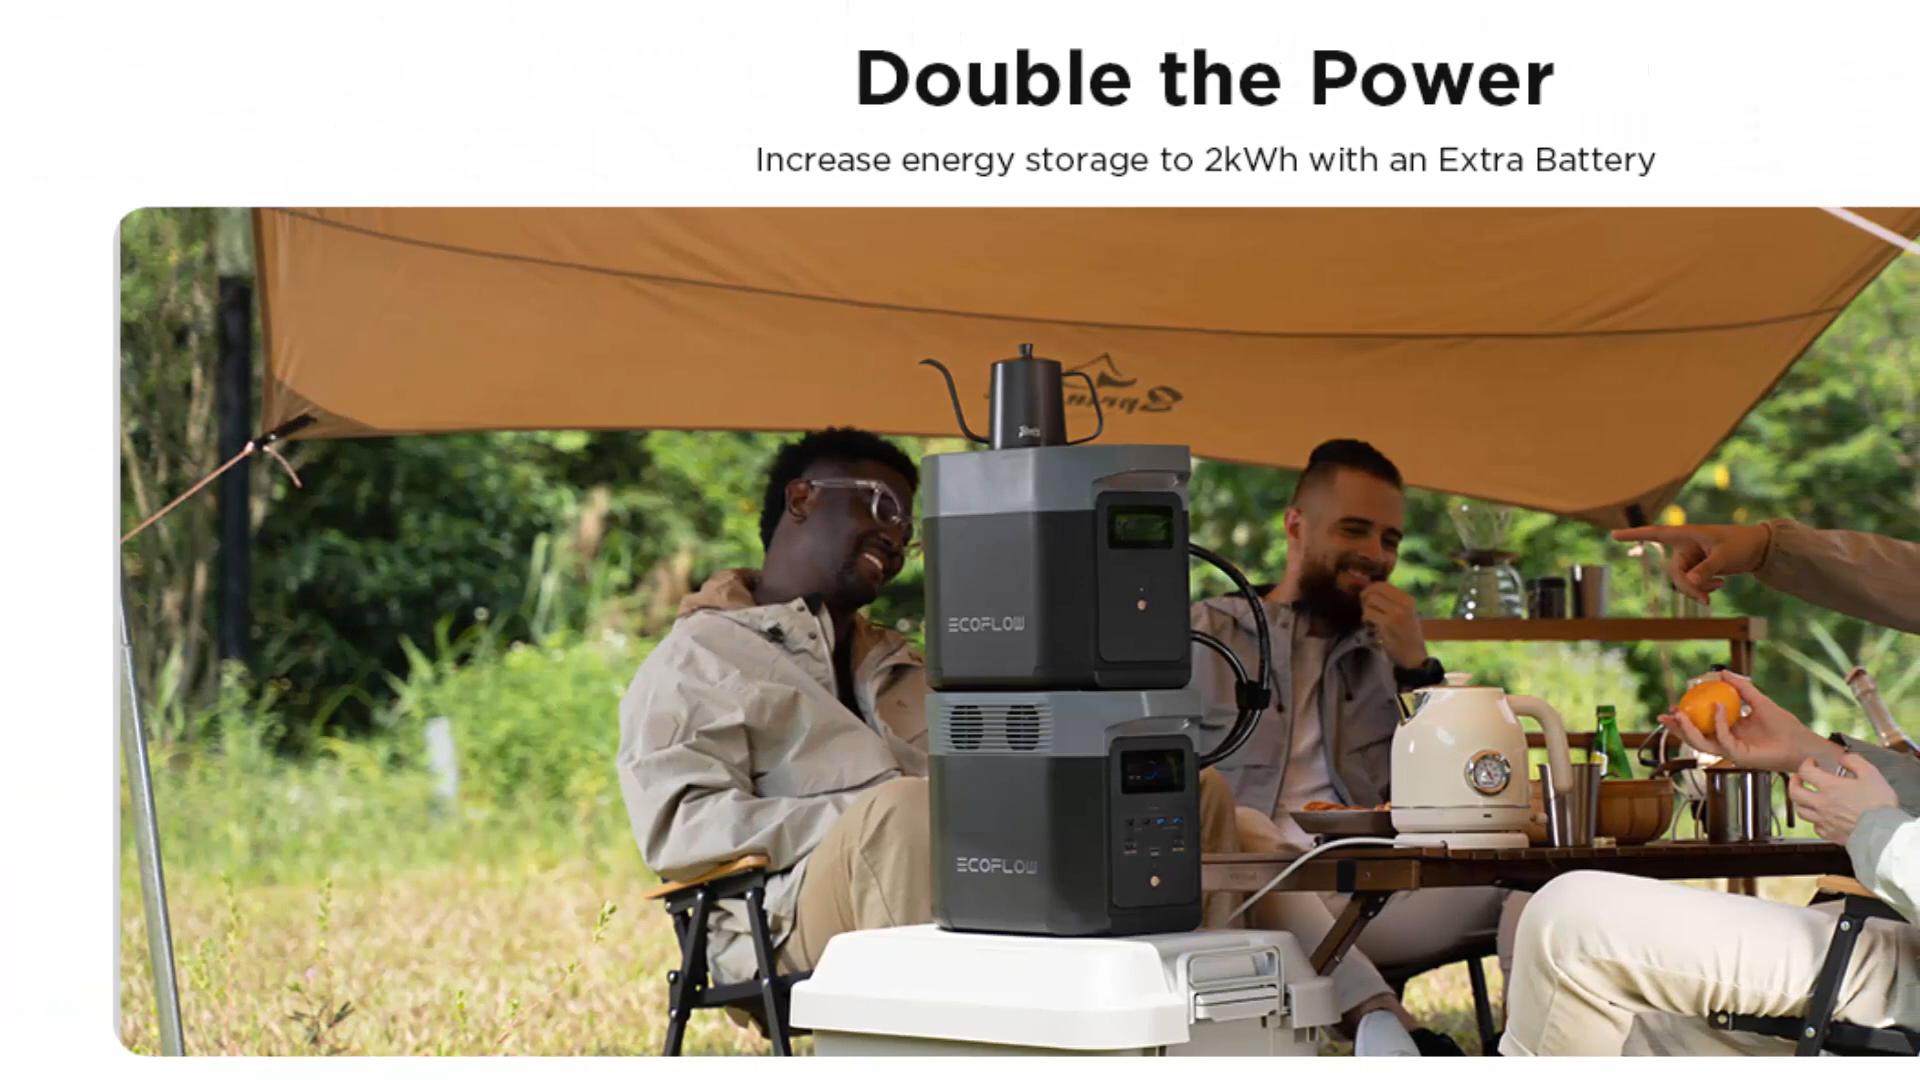 Double the Power
Increase energy storage to 2kWh with an Extra Battery
ECOFLOW
ECOFLOW